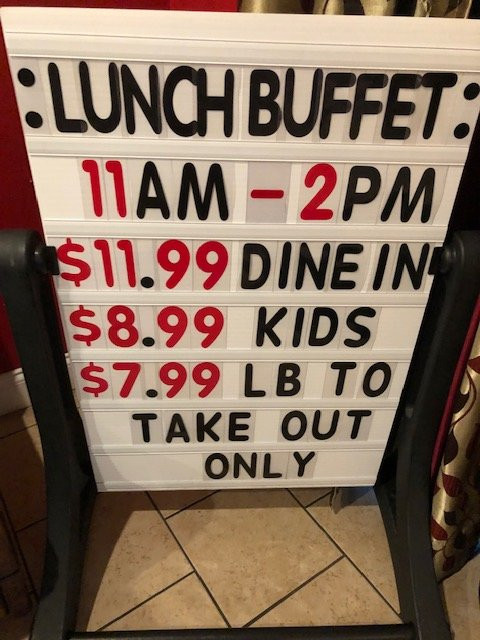 :LUNCH BUFFET:
11AM - 2PM
$11.99 DINE IN
$8.99 KIDS
$7.99 LB TO
TAKE OUT
ONLY